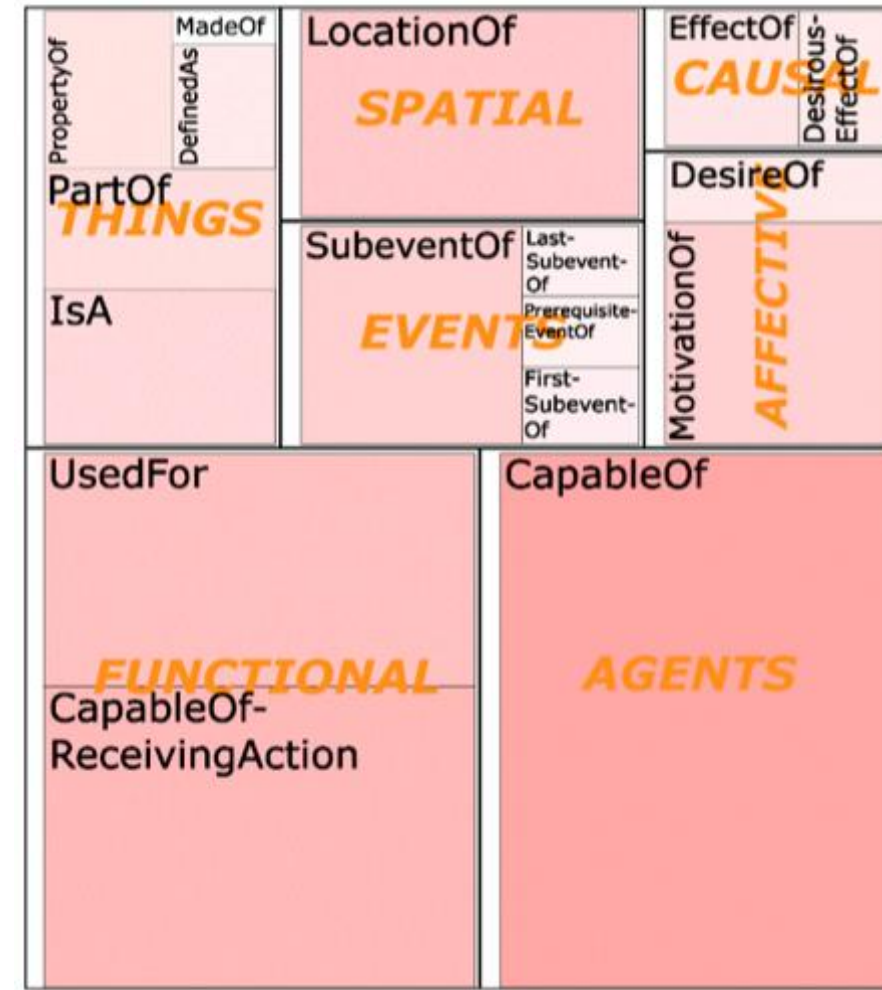 PropertyOf
MadeOf
DefinedAs
PartOf
THINGS
IsA
LocationOf
SPATIAL
SubeventOf
EVENTS
Last-
Subevent-
Of
Prerequisite-
EventOf
First-
Subevent-
Of
EffectOf
CAUSAL
Desirous-
EffectOf
DesireOf
AFFECTIVE
MotivationOf
UsedFor
FUNCTIONAL
CapableOf-
ReceivingAction
CapableOf
AGENTS